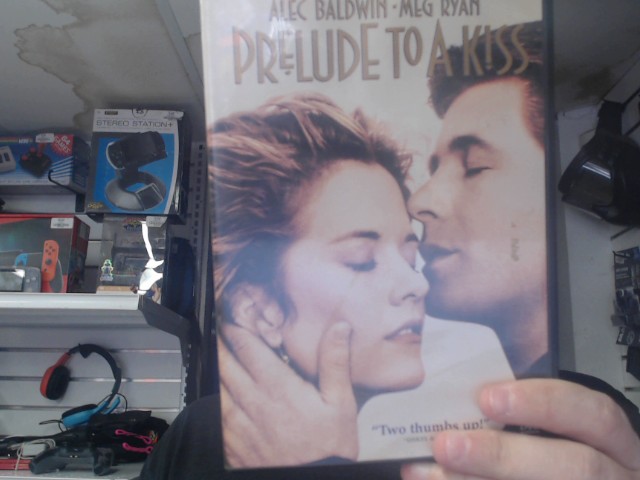 ALEC BALDWIN · MEG RYAN
PRELUDE TO A KISS
STEREO STATION+
"Two thumbs up!"